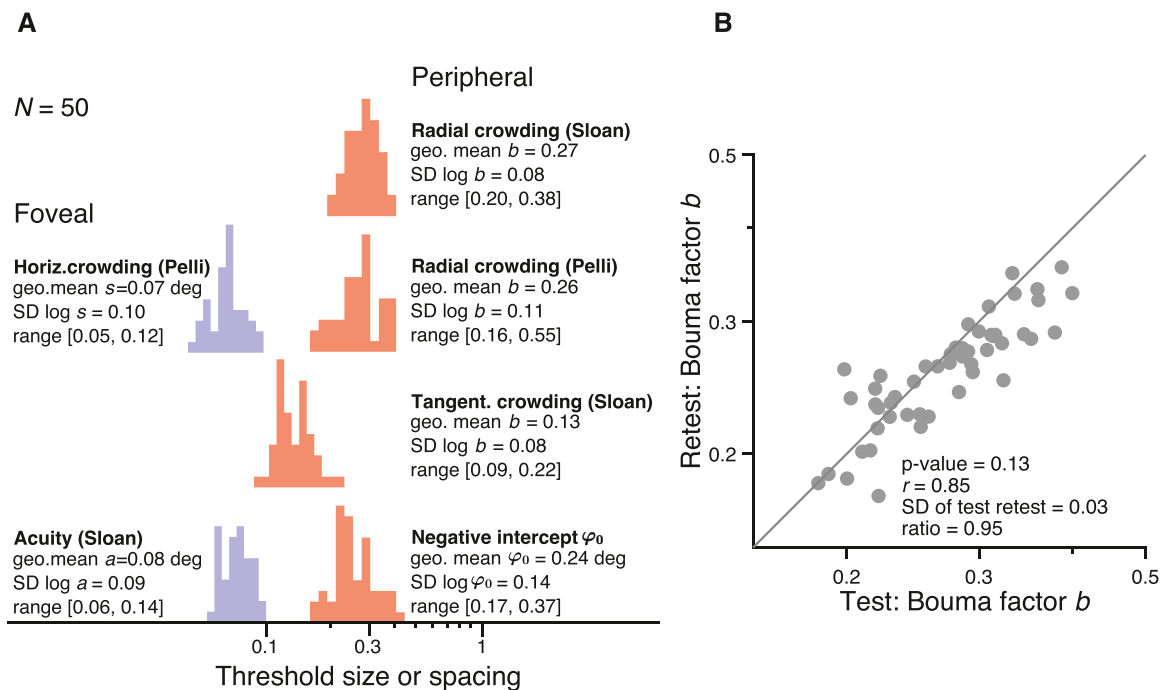 A
N = 50
Peripheral
Radial crowding (Sloan)
geo. mean b = 0.27
SD log b = 0.08
range [0.20, 0.38]
Foveal
Horiz.crowding (Pelli)
geo.mean s=0.07 deg
SD log s = 0.10
range [0.05, 0.12]
Radial crowding (Pelli)
geo. mean b = 0.26
SD log b = 0.11
range [0.16, 0.55]
Tangent. crowding (Sloan)
geo. mean b = 0.13
SD log b = 0.08
range [0.09, 0.22]
Acuity (Sloan)
geo.mean a=0.08 deg
SD log a = 0.09
range [0.06, 0.14]
Negative intercept φ₀
geo. mean φ₀ = 0.24 deg
SD logφ₀ = 0.14
range [0.17, 0.37]
0.1 0.3 1
Threshold size or spacing
B
0.5
0.3
0.2
Retest: Bouma factor b
p-value = 0.13
r = 0.85
SD of test retest = 0.03
ratio = 0.95
0.2 0.3 0.5
Test: Bouma factor b